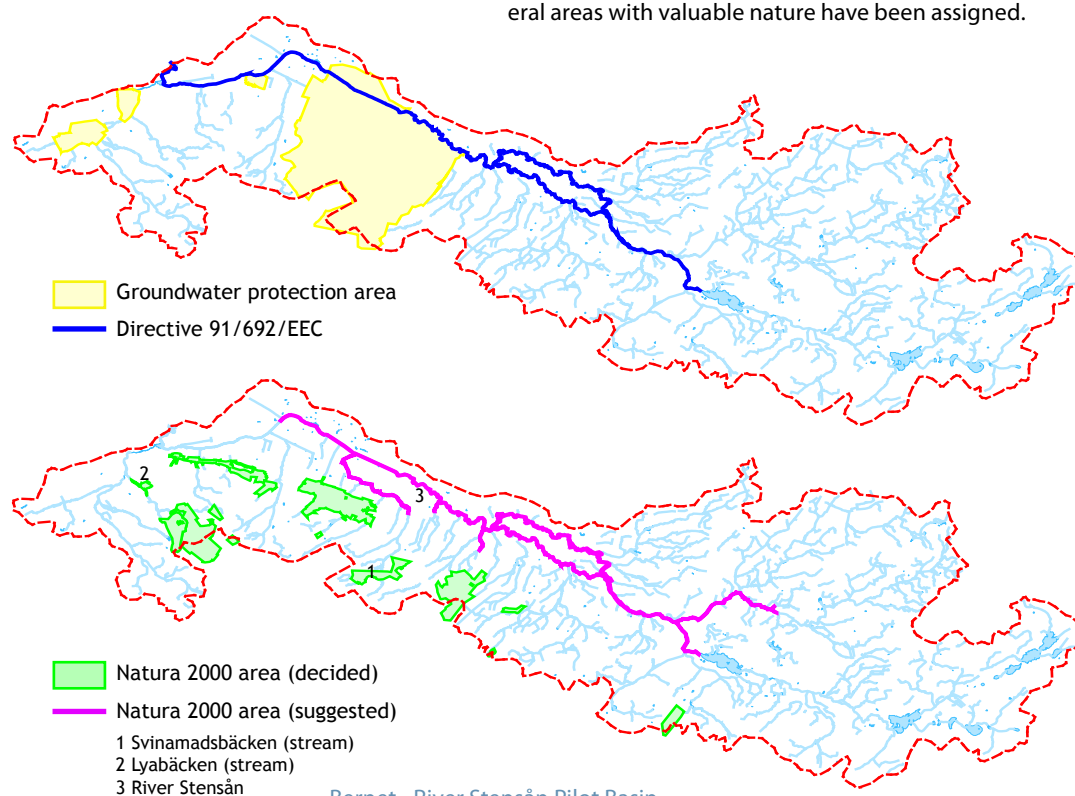 eral areas with valuable nature have been assigned.
Groundwater protection area
Directive 91/692/EEC
2
3
1
Natura 2000 area (decided)
Natura 2000 area (suggested)
1 Svinamadsbäcken (stream)
2 Lyabäcken (stream)
3 River Stensån